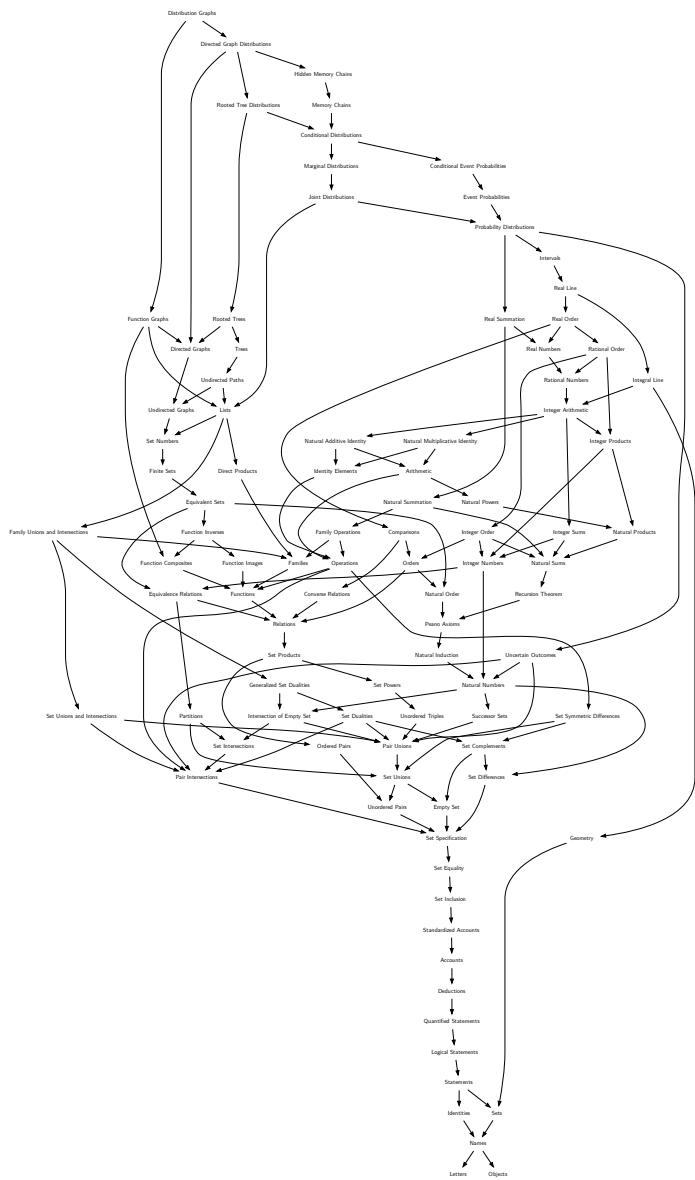 Distribution Graphs
Directed Graph Distributions
Hidden Memory Chains
Rooted Tree Distributions
Memory Chains
Conditional Distributions
Marginal Distributions
Conditional Event Probabilities
Joint Distributions
Event Probabilities
Probability Distributions
Intervals
Real Line
Function Graphs
Rooted Trees
Real Summation
Real Order
Directed Graphs
Trees
Real Numbers
Rational Order
Undirected Paths
Rational Numbers
Integral Line
Undirected Graphs
Lists
Integer Arithmetic
Set Numbers
Natural Additive Identity
Natural Multiplicative Identity
Integer Products
Finite Sets
Direct Products
Identity Elements
Arithmetic
Equivalent Sets
Natural Summation
Natural Powers
Family Unions and Intersections
Function Inverses
Family Operations
Comparisons
Integer Order
Integer Sums
Natural Products
Function Composites
Function Images
Families
Operations
Orders
Integer Numbers
Natural Sums
Equivalence Relations
Functions
Converse Relations
Natural Order
Recursion Theorem
Relations
Peano Axioms
Set Products
Natural Induction
Uncertain Outcomes
Generalized Set Dualities
Set Powers
Natural Numbers
Set Unions and Intersections
Partitions
Intersection of Empty Set
Set Dualities
Unordered Triples
Successor Sets
Set Symmetric Differences
Set Intersections
Ordered Pairs
Pair Unions
Set Complements
Pair Intersections
Set Unions
Set Differences
Unordered Pairs
Empty Set
Set Specification
Geometry
Set Equality
Set Inclusion
Standardized Accounts
Accounts
Deductions
Quantified Statements
Logical Statements
Statements
Identities
Sets
Names
Letters
Objects